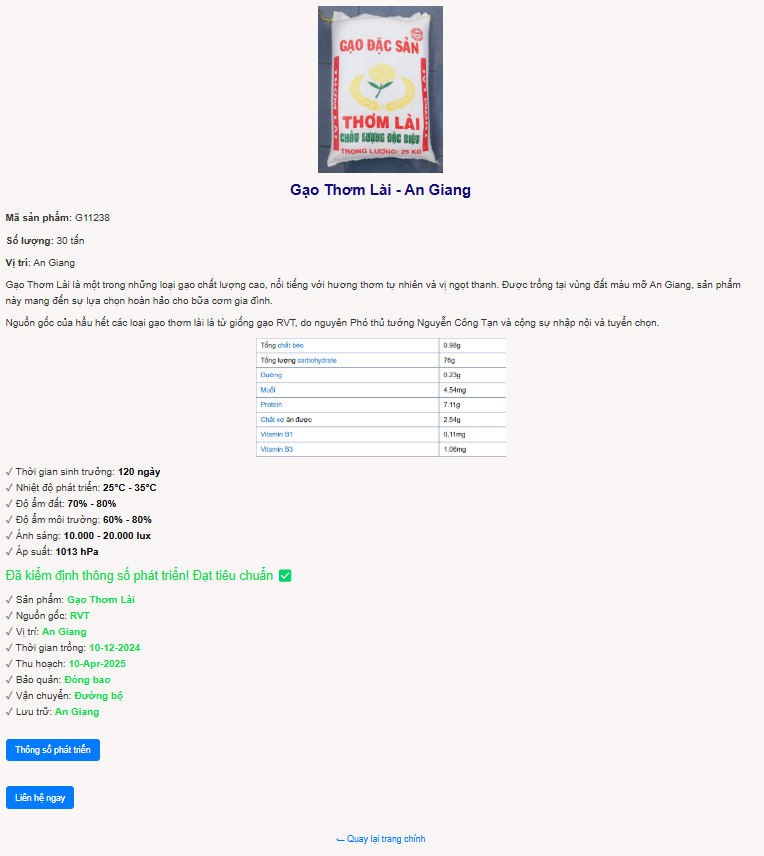 GẠO ĐẶC SẢN
THƠM LÀI
CHẤT LƯỢNG ĐẶC BIỆT
TRỌNG LƯỢNG: 25 KG
Gạo Thơm Lài - An Giang
Mã sản phẩm: G11238
Số lượng: 30 tấn
Vị trí: An Giang
Gạo Thơm Lài là một trong những loại gạo chất lượng cao, nổi tiếng với hương thơm tự nhiên và vị ngọt thanh. Được trồng tại vùng đất màu mỡ An Giang, sản phẩm
này mang đến sự lựa chọn hoàn hảo cho bữa cơm gia đình.
Nguồn gốc của hầu hết các loại gạo thơm lài là từ giống gạo RVT, do nguyên Phó thủ tướng Nguyễn Công Tạn và cộng sự nhập nội và tuyển chọn.
Tổng chất béo 0.98g
Tổng lượng carbohydrate 76g
Đường 0.23g
Muối 4.54mg
Protein 7.11g
Chất xơ ăn được 2.54g
Vitamin B1 0,11mg
Vitamin B3 1.06mg
✓ Thời gian sinh trưởng: 120 ngày
✓ Nhiệt độ phát triển: 25°C - 35°C
✓ Độ ẩm đất: 70% - 80%
✓ Độ ẩm môi trường: 60% - 80%
✓ Ánh sáng: 10.000 - 20.000 lux
✓ Áp suất: 1013 hPa
Đã kiểm định thông số phát triển! Đạt tiêu chuẩn ✅
✓ Sản phẩm: Gạo Thơm Lài
✓ Nguồn gốc: RVT
✓ Vị trí: An Giang
✓ Thời gian trồng: 10-12-2024
✓ Thu hoạch: 10-Apr-2025
✓ Bảo quản: Đóng bao
✓ Vận chuyển: Đường bộ
✓ Lưu trữ: An Giang
Thông số phát triển
Liên hệ ngay
Quay lại trang chính